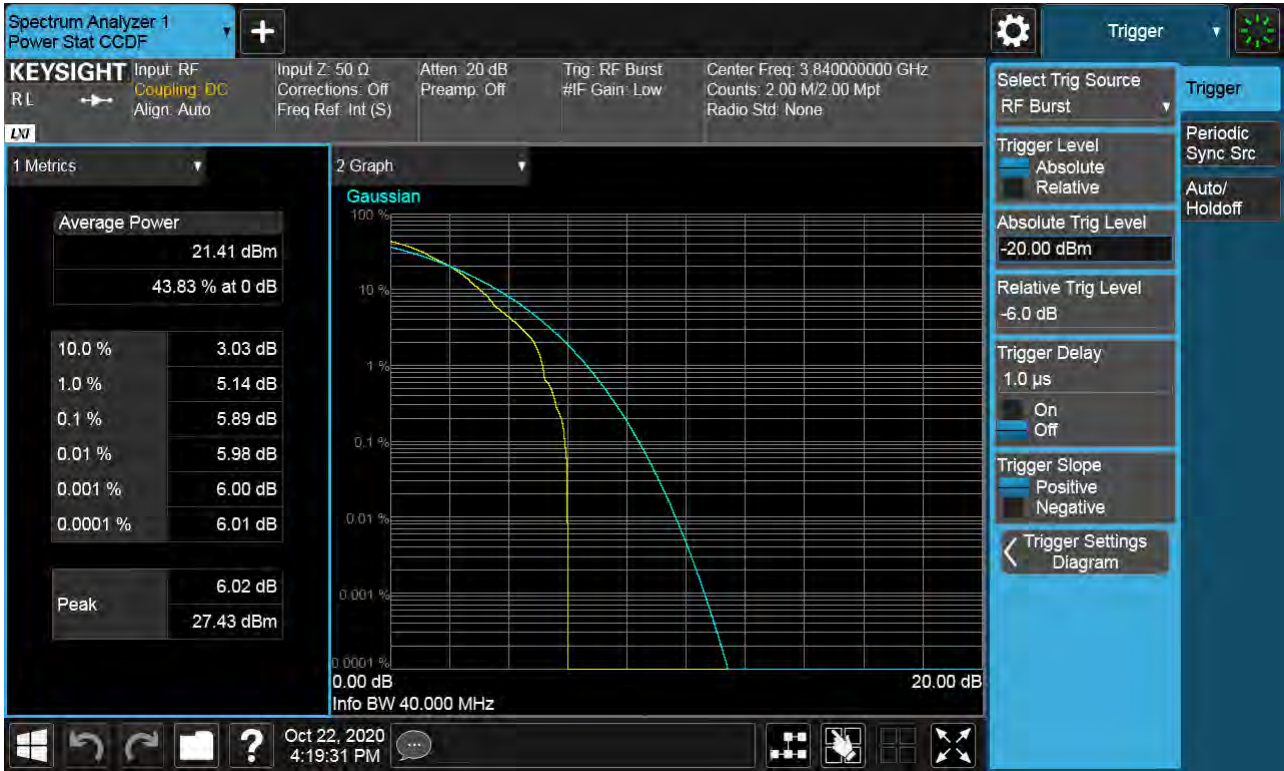 Spectrum Analyzer 1
Power Stat CCDF
+
Trigger
KEYSIGHT
RL
LXI
Input: RF
Coupling: DC
Align: Auto
Input Z: 50 Ω
Corrections: Off
Freq Ref: Int (S)
Atten: 20 dB
Preamp: Off
Trig: RF Burst
#IF Gain: Low
Center Freq: 3.840000000 GHz
Counts: 2.00 M/2.00 Mpt
Radio Std: None
1 Metrics
Average Power
21.41 dBm
43.83 % at 0 dB
10.0 % 3.03 dB
1.0 % 5.14 dB
0.1 % 5.89 dB
0.01 % 5.98 dB
0.001 % 6.00 dB
0.0001 % 6.01 dB
Peak
6.02 dB
27.43 dBm
2 Graph
Gaussian
100 %
10 %
1 %
0.1 %
0.01 %
0.001 %
0.0001 %
0.00 dB 20.00 dB
Info BW 40.000 MHz
Select Trig Source
RF Burst
Trigger Level
Absolute
Relative
Absolute Trig Level
-20.00 dBm
Relative Trig Level
-6.0 dB
Trigger Delay
1.0 µs
On
Off
Trigger Slope
Positive
Negative
Trigger Settings
Diagram
Trigger
Periodic
Sync Src
Auto/
Holdoff
?
Oct 22, 2020
4:19:31 PM